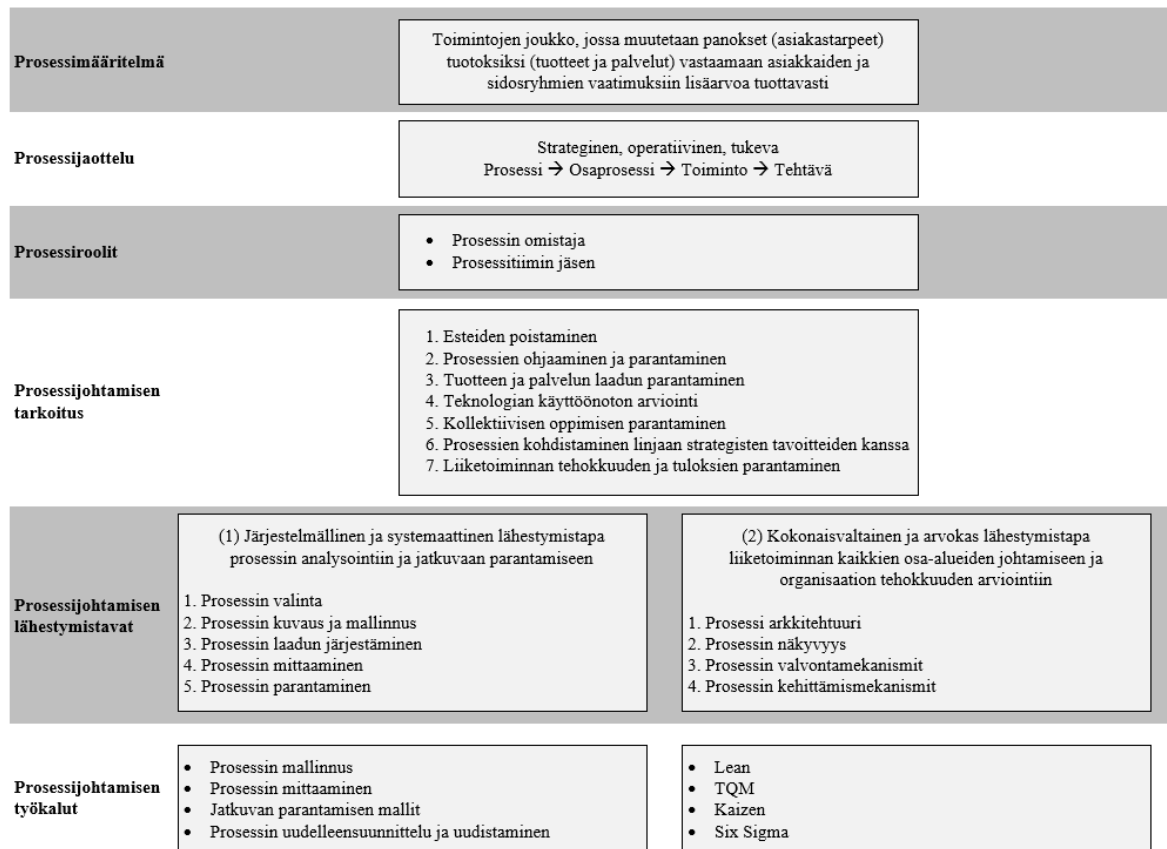 Prosessimääritelmä
Toimintojen joukko, jossa muutetaan panokset (asiakastarpeet)
tuotoksiksi (tuotteet ja palvelut) vastaamaan asiakkaiden ja
sidosryhmien vaatimuksiin lisäarvoa tuottavasti
Prosessijaottelu
Strateginen, operatiivinen, tukeva
Prosessi → Osaprosessi → Toiminto → Tehtävä
Prosessiroolit
• Prosessin omistaja
• Prosessitiimin jäsen
Prosessijohtamisen
tarkoitus
1. Esteiden poistaminen
2. Prosessien ohjaaminen ja parantaminen
3. Tuotteen ja palvelun laadun parantaminen
4. Teknologian käyttöönoton arviointi
5. Kollektiivisen oppimisen parantaminen
6. Prosessien kohdistaminen linjaan strategisten tavoitteiden kanssa
7. Liiketoiminnan tehokkuuden ja tuloksien parantaminen
Prosessijohtamisen
lähestymistavat
(1) Järjestelmällinen ja systemaattinen lähestymistapa
prosessin analysointiin ja jatkuvaan parantamiseen
1. Prosessin valinta
2. Prosessin kuvaus ja mallinnus
3. Prosessin laadun järjestäminen
4. Prosessin mittaaminen
5. Prosessin parantaminen
(2) Kokonaisvaltainen ja arvokas lähestymistapa
liiketoiminnan kaikkien osa-alueiden johtamiseen ja
organisaation tehokkuuden arviointiin
1. Prosessi arkkitehtuuri
2. Prosessin näkyvyys
3. Prosessin valvontamekanismit
4. Prosessin kehittämismekanismit
Prosessijohtamisen
työkalut
• Prosessin mallinnus
• Prosessin mittaaminen
• Jatkuvan parantamisen mallit
• Prosessin uudelleensuunnittelu ja uudistaminen
• Lean
• TQM
• Kaizen
• Six Sigma